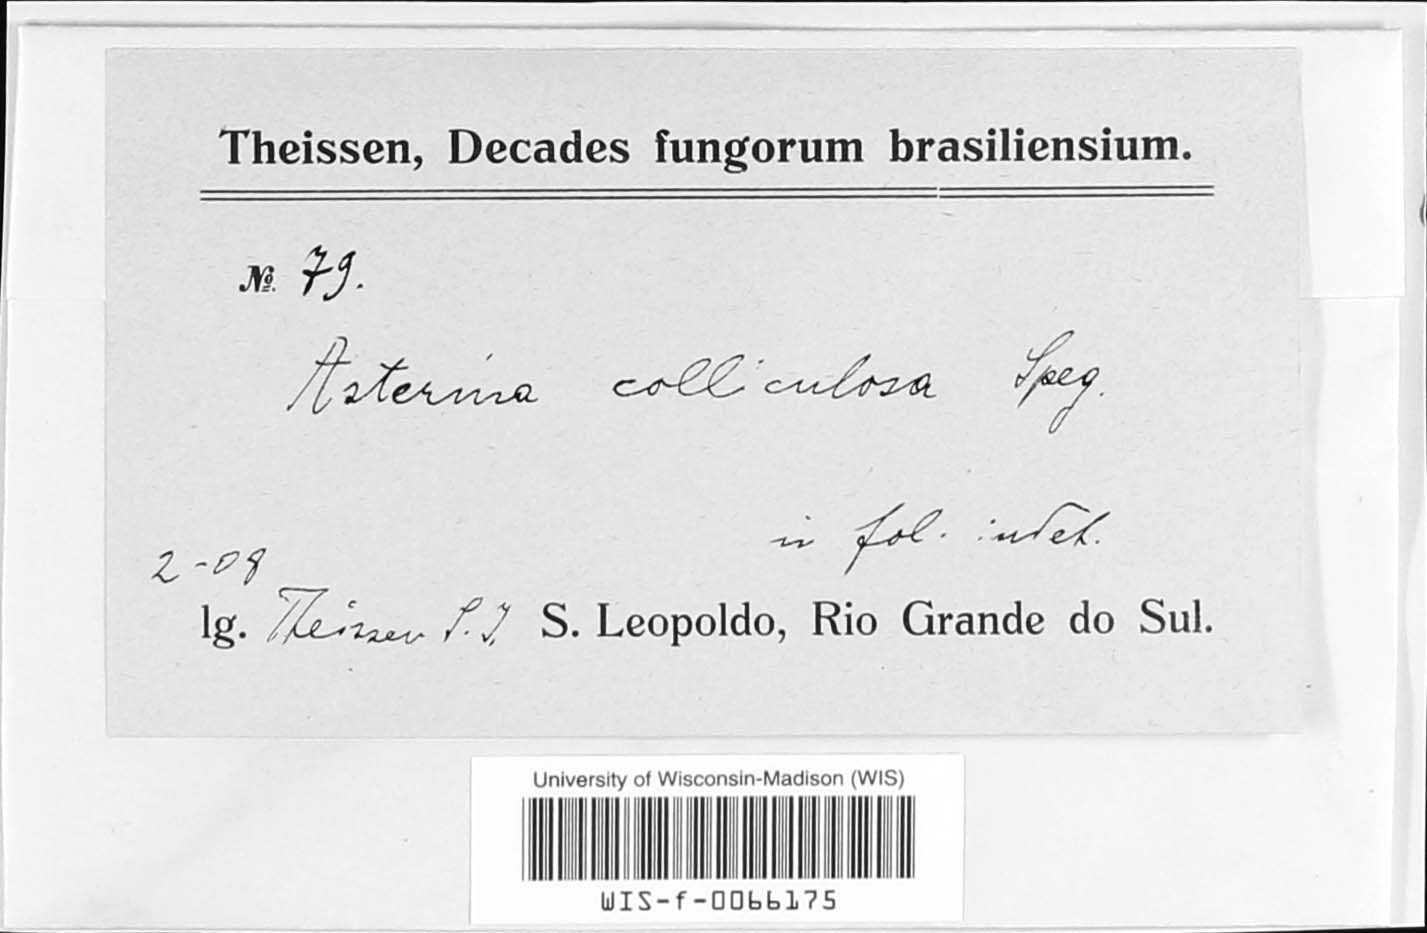 Theissen, Decades fungorum brasiliensium.
№ 79.
Asterina colliculosa Speg.
in fol. indet.
2-08
lg. Theissen S. J. S. Leopoldo, Rio Grande do Sul.
University of Wisconsin-Madison (WIS)
WIS-f-0066175